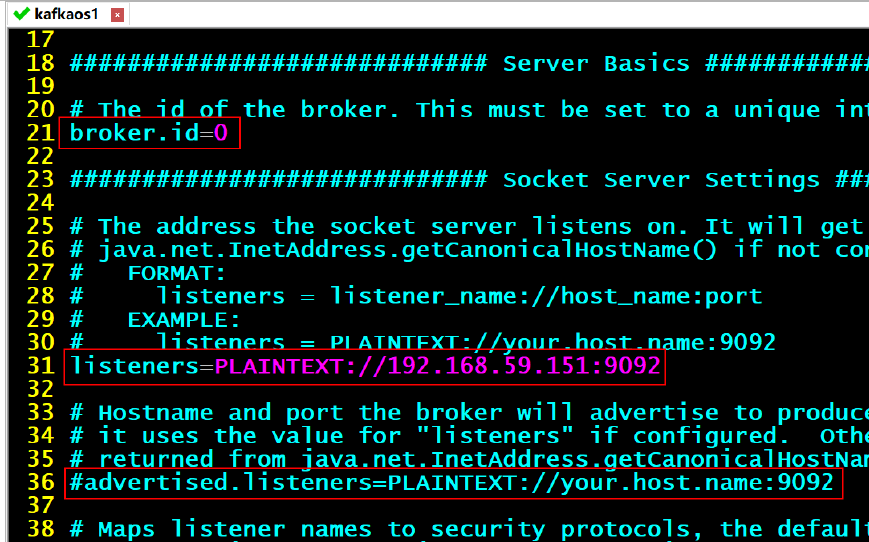 kafkaos1
17
18 ############################# Server Basics ############
19
20 # The id of the broker. This must be set to a unique int
21 broker.id=0
22
23 ############################# Socket Server Settings ###
24
25 # The address the socket server listens on. It will get
26 # java.net.InetAddress.getCanonicalHostName() if not con
27 #   FORMAT:
28 #     listeners = listener_name://host_name:port
29 #   EXAMPLE:
30 #     listeners = PLAINTEXT://your.host.name:9092
31 listeners=PLAINTEXT://192.168.59.151:9092
32
33 # Hostname and port the broker will advertise to produce
34 # it uses the value for "listeners" if configured.  Othe
35 # returned from java.net.InetAddress.getCanonicalHostNam
36 #advertised.listeners=PLAINTEXT://your.host.name:9092
37
38 # Maps listener names to security protocols, the default